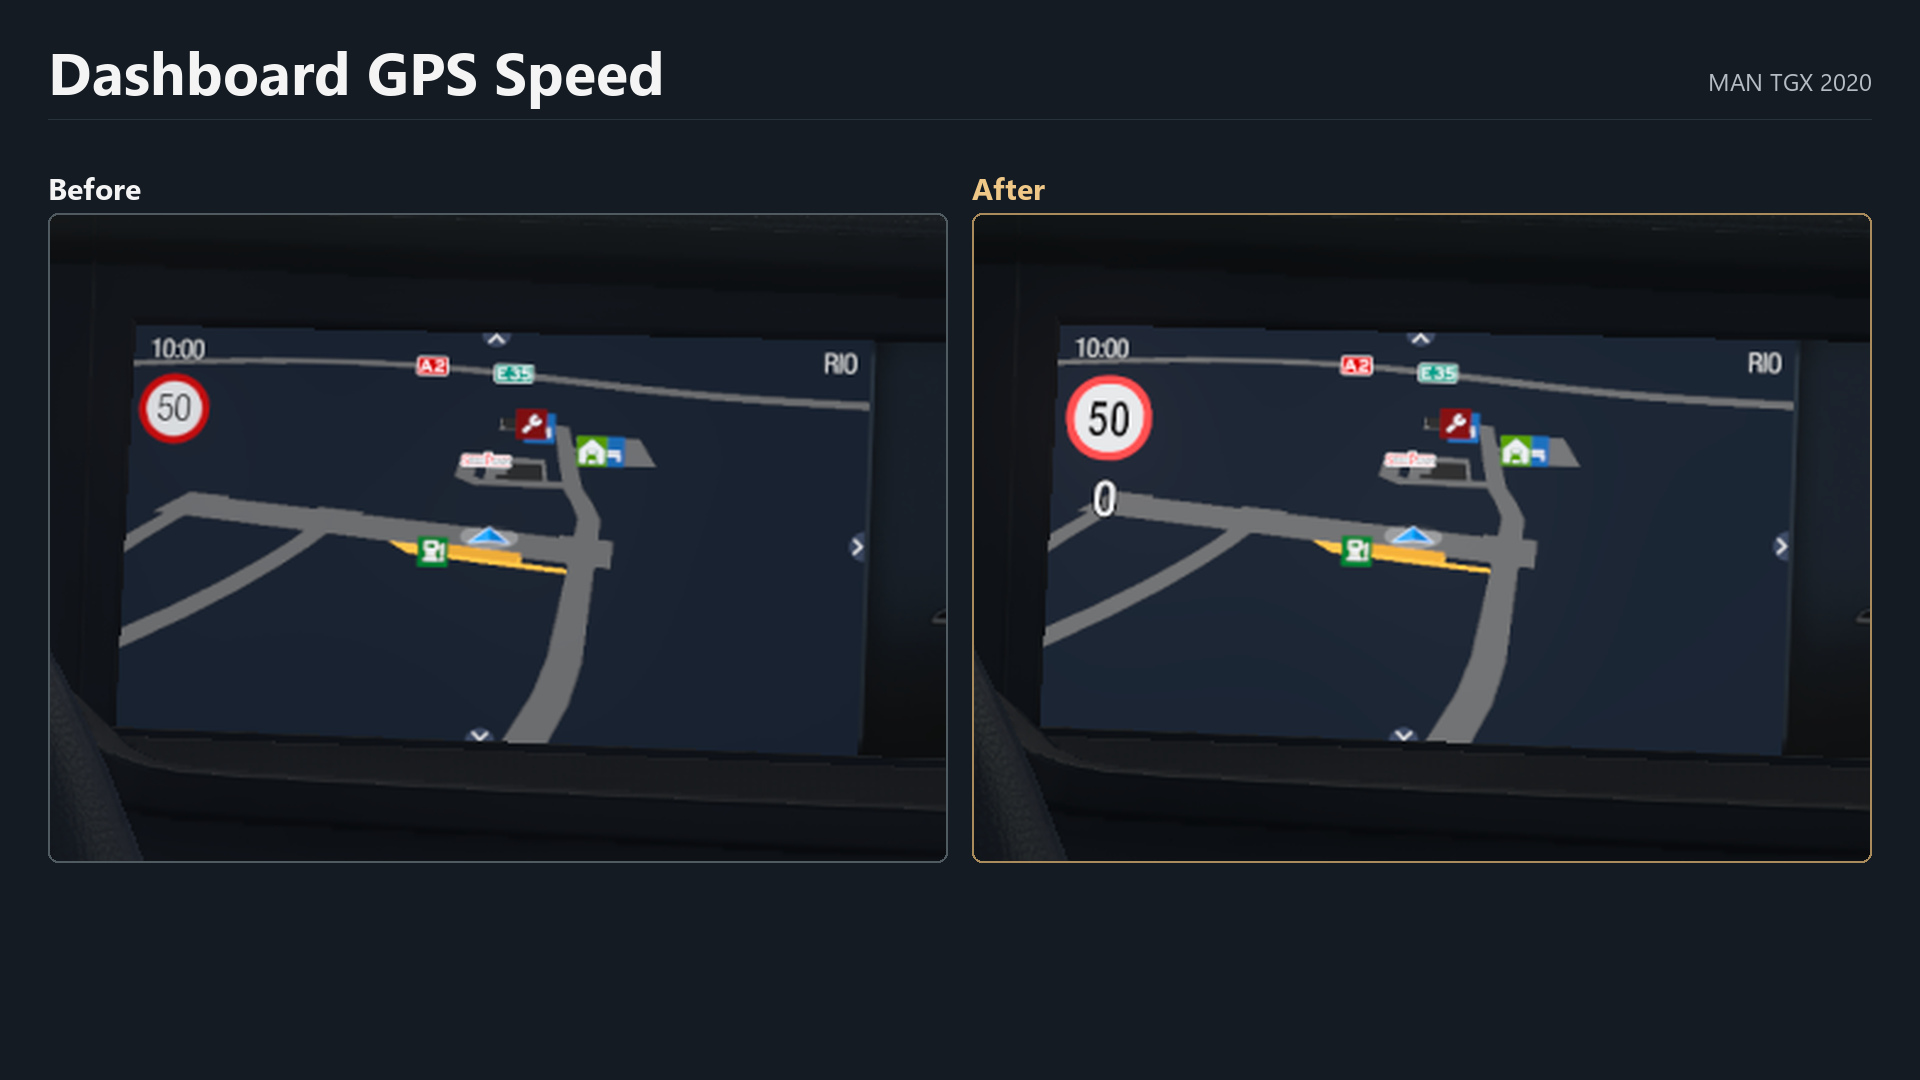 Dashboard GPS Speed
MAN TGX 2020
Before
After
10:00
A2
E35
RIO
50
10:00
A2
E35
RIO
50
0